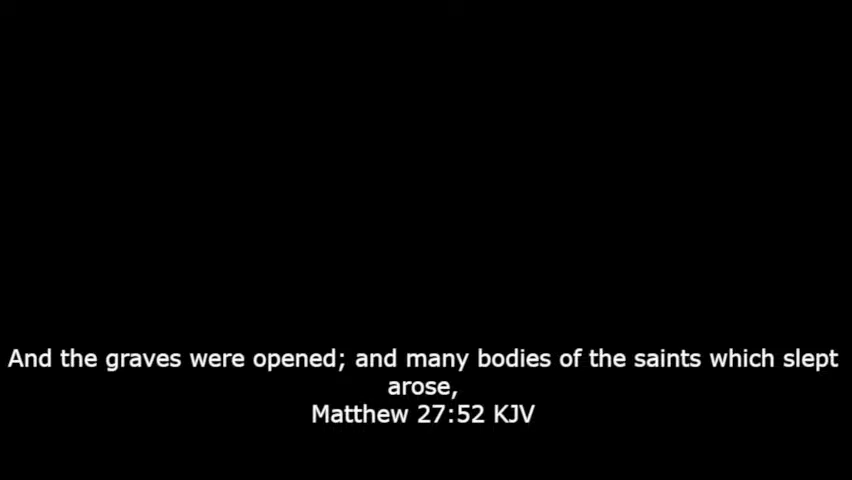 And the graves were opened; and many bodies of the saints which slept
arose,
Matthew 27:52 KJV